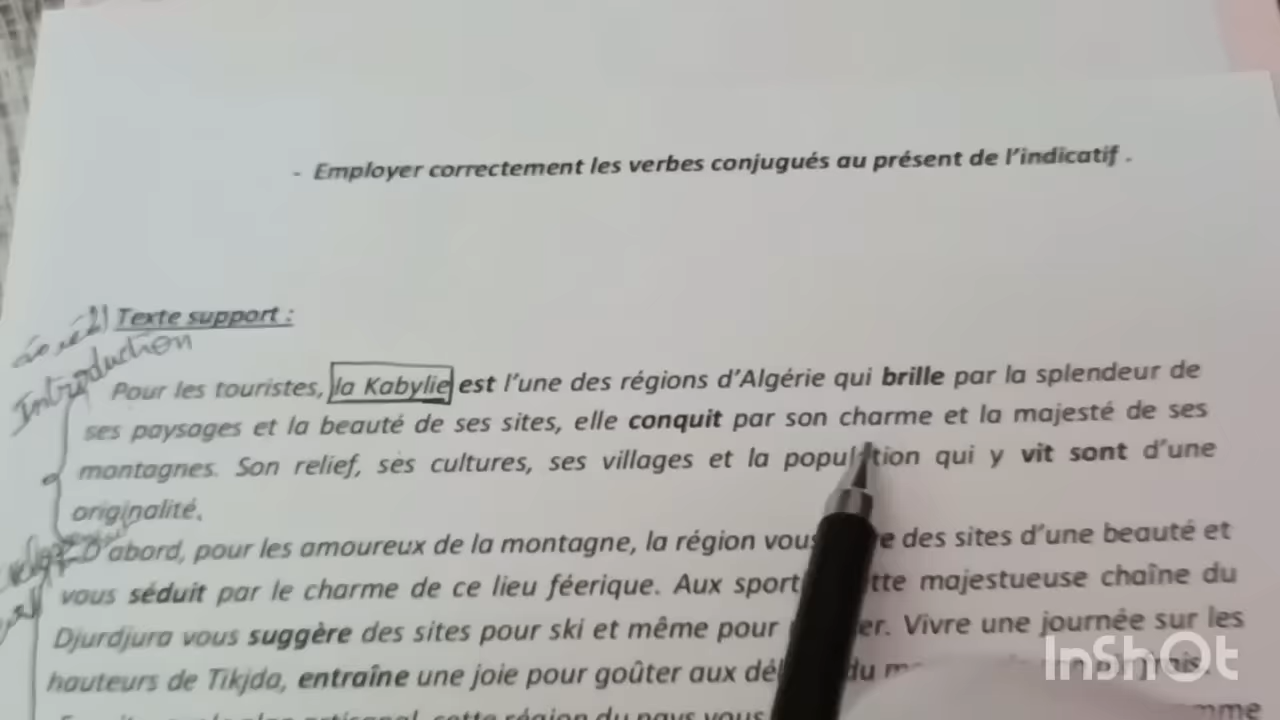 - Employer correctement les verbes conjugués au présent de l'indicatif .
Texte support :
Introduction
Pour les touristes, la Kabylie est l'une des régions d'Algérie qui brille par la splendeur de
ses paysages et la beauté de ses sites, elle conquit par son charme et la majesté de ses
montagnes. Son relief, ses cultures, ses villages et la population qui y vit sont d'une
originalité.
D'abord, pour les amoureux de la montagne, la région vous des sites d'une beauté et
vous séduit par le charme de ce lieu féerique. Aux majestueuse chaîne du
Djurdjura vous suggère des sites pour ski et même pour Vivre une journée sur les
hauteurs de Tikjda, entraîne une joie pour goûter aux du
cette région du pays vous
InShOt